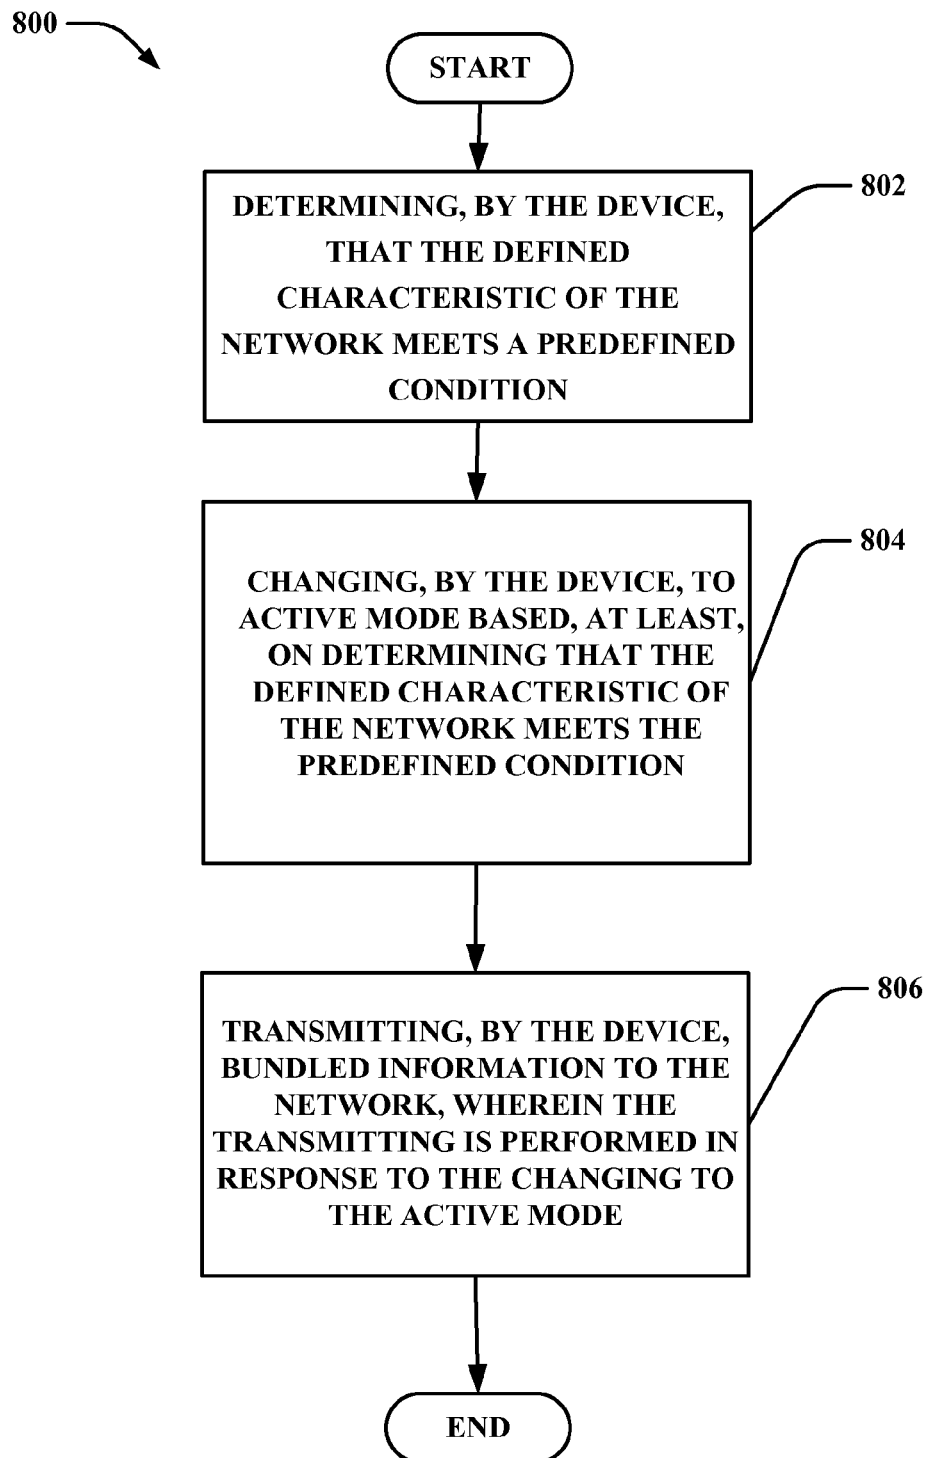 800
START
802
DETERMINING, BY THE DEVICE,
THAT THE DEFINED
CHARACTERISTIC OF THE
NETWORK MEETS A PREDEFINED
CONDITION
804
CHANGING, BY THE DEVICE, TO
ACTIVE MODE BASED, AT LEAST,
ON DETERMINING THAT THE
DEFINED CHARACTERISTIC OF
THE NETWORK MEETS THE
PREDEFINED CONDITION
806
TRANSMITTING, BY THE DEVICE,
BUNDLED INFORMATION TO THE
NETWORK, WHEREIN THE
TRANSMITTING IS PERFORMED IN
RESPONSE TO THE CHANGING TO
THE ACTIVE MODE
END